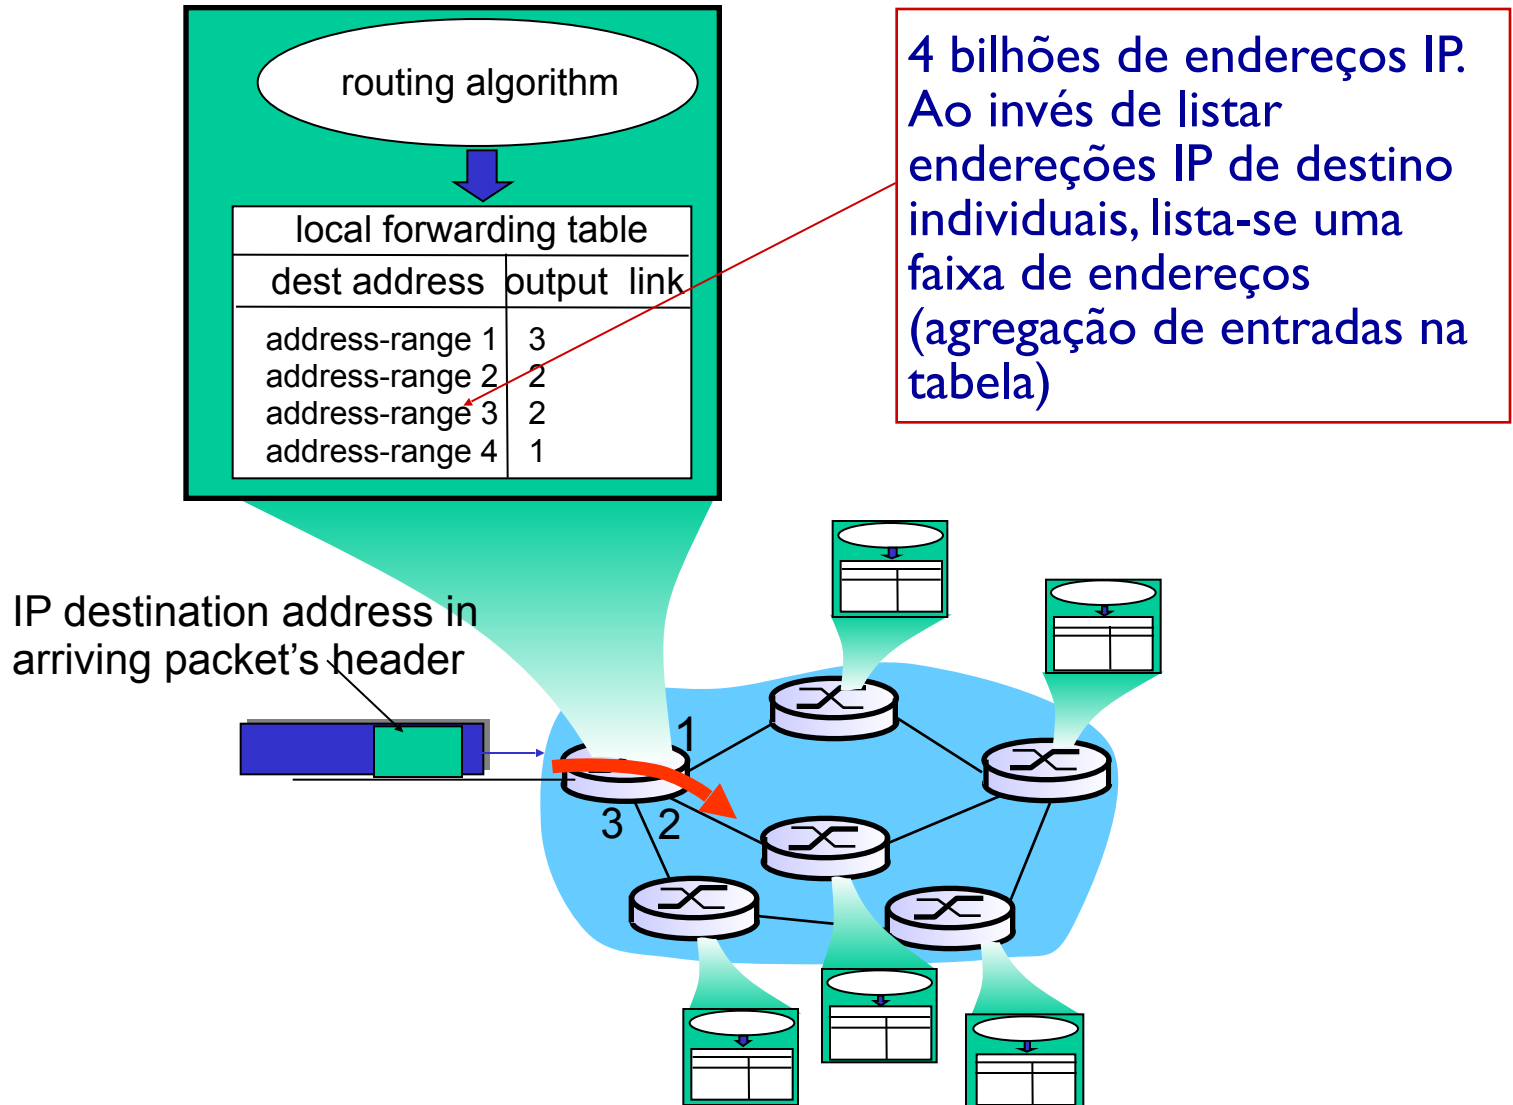 routing algorithm
local forwarding table
dest address output link
address-range 1 3
address-range 2 2
address-range 3 2
address-range 4 1
4 bilhões de endereços IP.
Ao invés de listar
endereções IP de destino
individuais, lista-se uma
faixa de endereços
(agregação de entradas na
tabela)
IP destination address in
arriving packet’s header
1
3 2